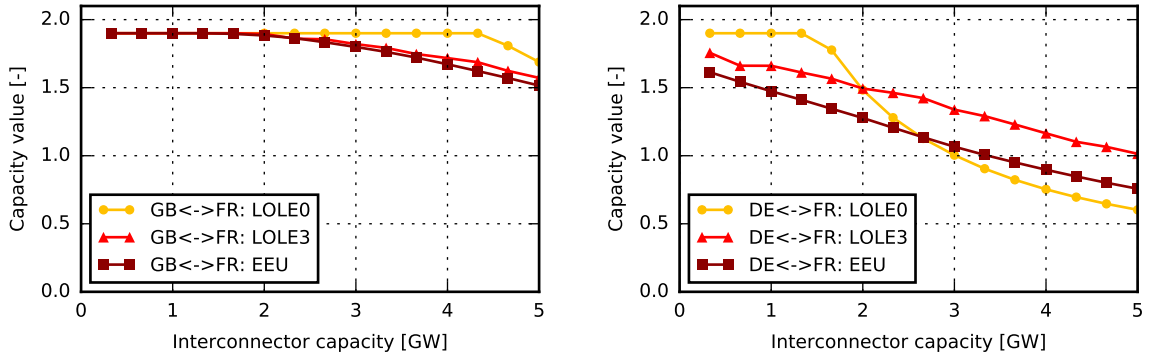 2.0
1.5
1.0
0.5
0.0
Capacity value [-]
GB<->FR: LOLE0
GB<->FR: LOLE3
GB<->FR: EEU
0 1 2 3 4 5
Interconnector capacity [GW]
2.0
1.5
1.0
0.5
0.0
Capacity value [-]
DE<->FR: LOLE0
DE<->FR: LOLE3
DE<->FR: EEU
0 1 2 3 4 5
Interconnector capacity [GW]